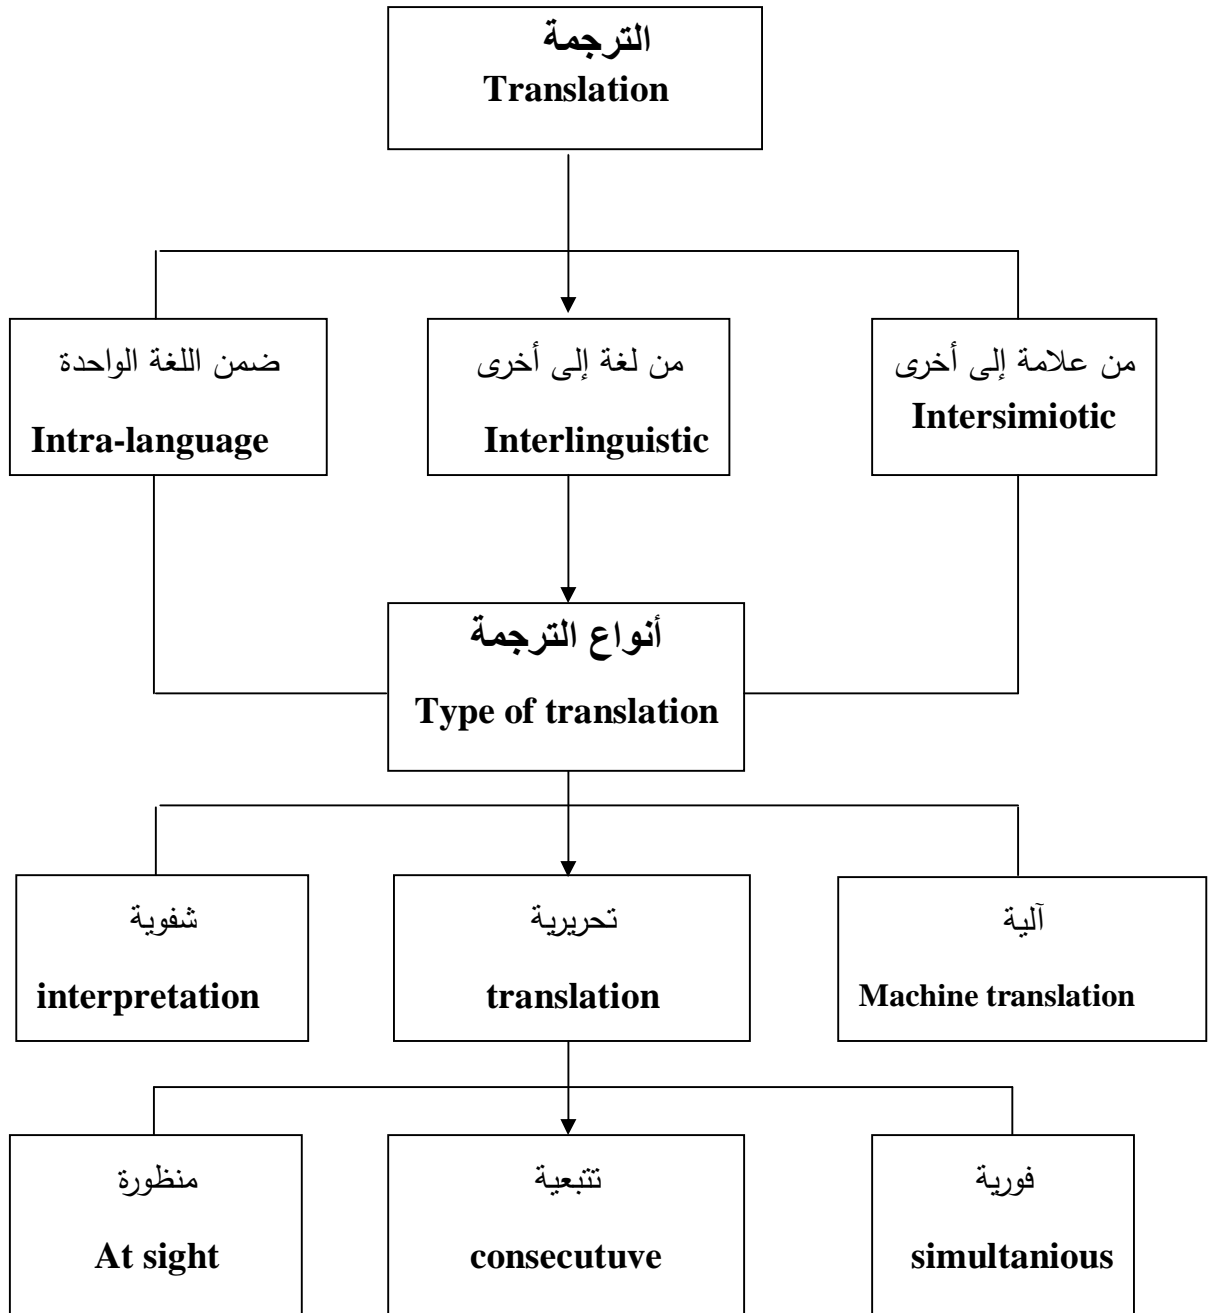 الترجمة
Translation
ضمن اللغة الواحدة
Intra-language
من لغة إلى أخرى
Interlinguistic
من علامة إلى أخرى
Intersimiotic
أنواع الترجمة
Type of translation
شفوية
interpretation
تحريرية
translation
آلية
Machine translation
منظورة
At sight
تتبعية
consecutuve
فورية
simultanious